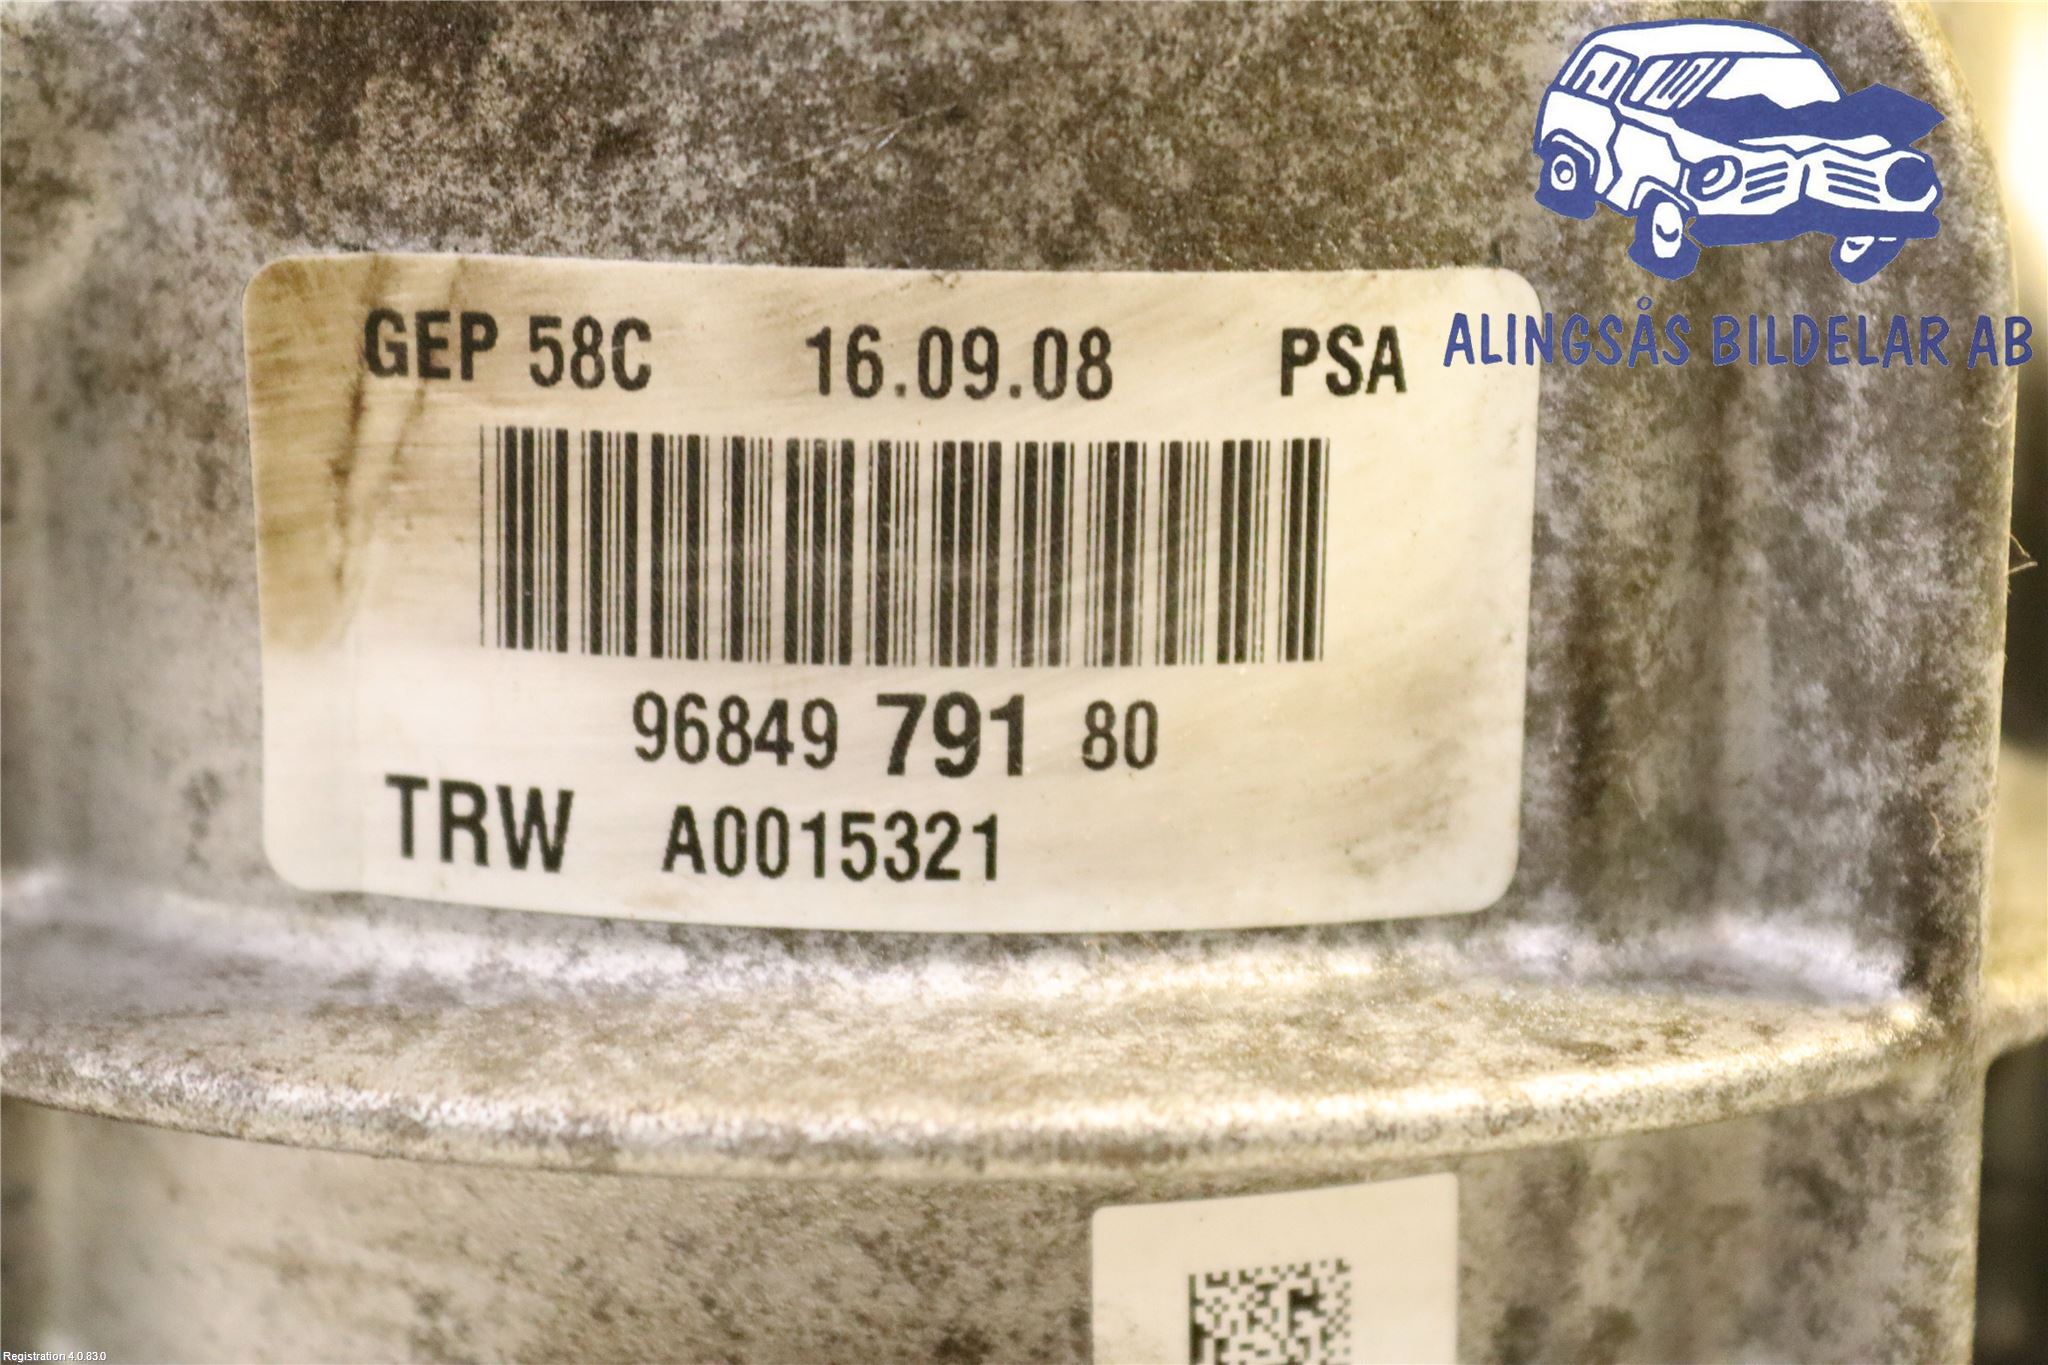 GEP 58C 16.09.08 PSA
ALINGSÅS BILDELAR AB
96849 791 80
TRW A0015321
Registration 4.0.83.0